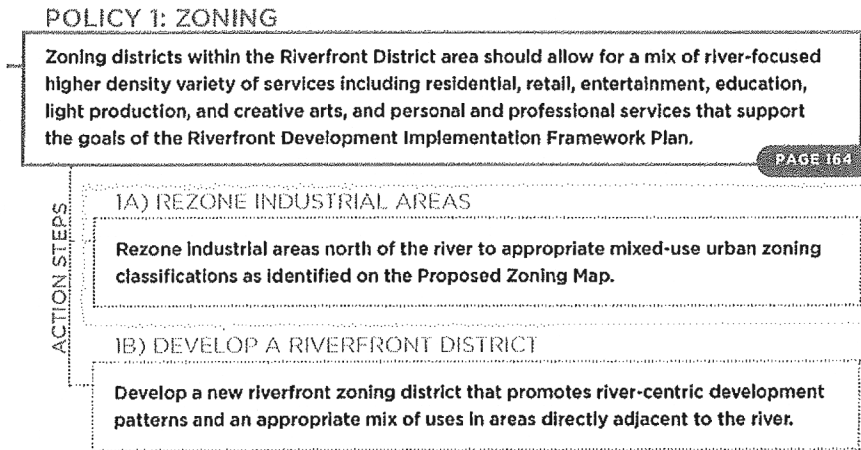 POLICY 1: ZONING
Zoning districts within the Riverfront District area should allow for a mix of river-focused
higher density variety of services including residential, retail, entertainment, education,
light production, and creative arts, and personal and professional services that support
the goals of the Riverfront Development Implementation Framework Plan.
PAGE 164
ACTION STEPS
1A) REZONE INDUSTRIAL AREAS
Rezone industrial areas north of the river to appropriate mixed-use urban zoning
classifications as identified on the Proposed Zoning Map.
1B) DEVELOP A RIVERFRONT DISTRICT
Develop a new riverfront zoning district that promotes river-centric development
patterns and an appropriate mix of uses in areas directly adjacent to the river.